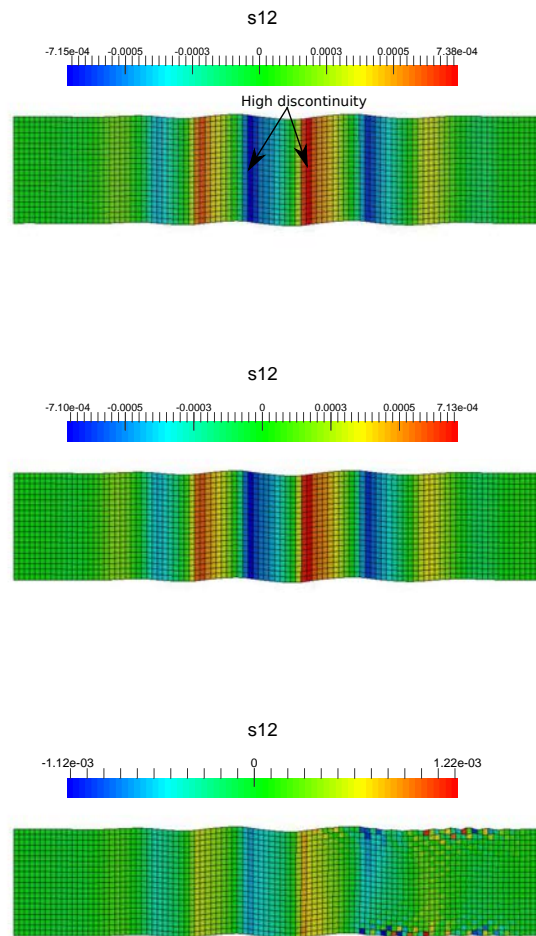 s12
-7.15e-04 -0.0005 -0.0003 0 0.0003 0.0005 7.38e-04
High discontinuity
s12
-7.10e-04 -0.0005 -0.0003 0 0.0003 0.0005 7.13e-04
s12
-1.12e-03 0 1.22e-03